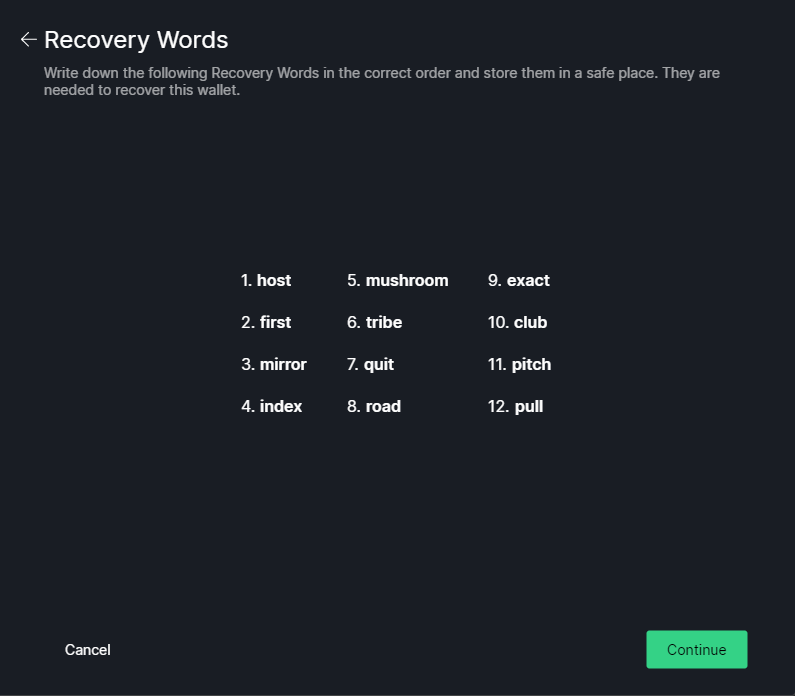 Recovery Words
Write down the following Recovery Words in the correct order and store them in a safe place. They are
needed to recover this wallet.
1. host
2. first
3. mirror
4. index
5. mushroom
6. tribe
7. quit
8. road
9. exact
10. club
11. pitch
12. pull
Cancel
Continue